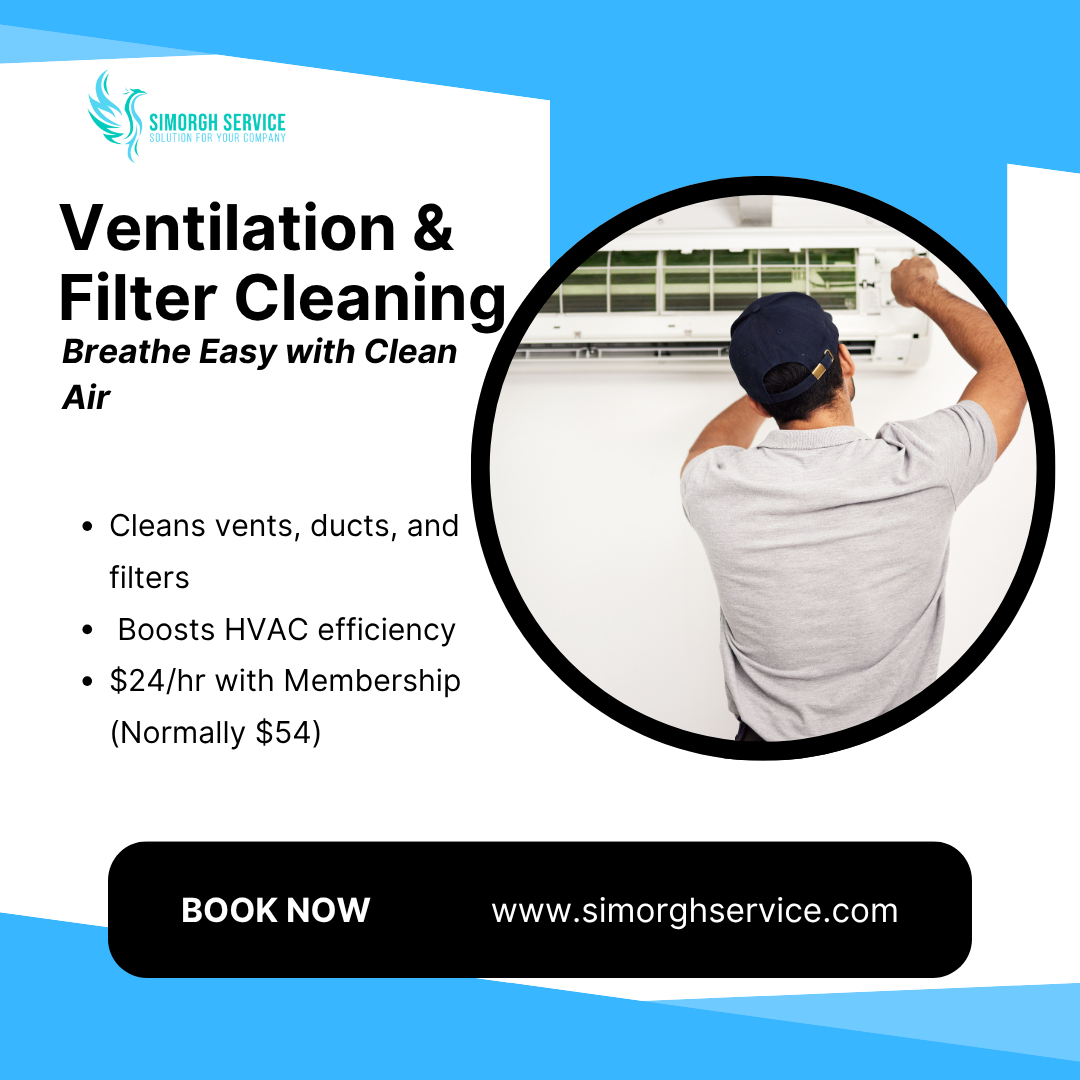 SIMORGH SERVICE
SOLUTION FOR YOUR COMPANY
Ventilation &
Filter Cleaning
Breathe Easy with Clean
Air
• Cleans vents, ducts, and
filters
• Boosts HVAC efficiency
• $24/hr with Membership
(Normally $54)
BOOK NOW
www.simorghservice.com